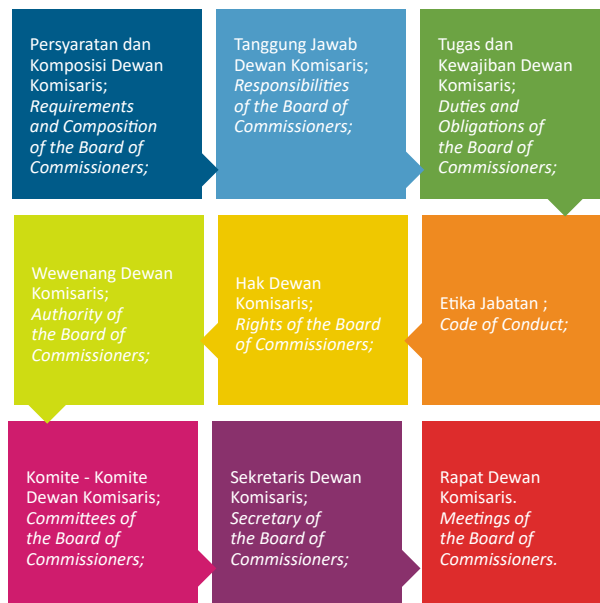 Persyaratan dan
Komposisi Dewan
Komisaris;
Requirements
and Composition
of the Board of
Commissioners;
Tanggung Jawab
Dewan Komisaris;
Responsibilities
of the Board of
Commissioners;
Tugas dan
Kewajiban Dewan
Komisaris;
Duties and
Obligations of
the Board of
Commissioners;
Etika Jabatan ;
Code of Conduct;
Hak Dewan
Komisaris;
Rights of the Board
of Commissioners;
Wewenang Dewan
Komisaris;
Authority of
the Board of
Commissioners;
Komite - Komite
Dewan Komisaris;
Committees of
the Board of
Commissioners;
Sekretaris Dewan
Komisaris;
Secretary of
the Board of
Commissioners;
Rapat Dewan
Komisaris.
Meetings of
the Board of
Commissioners.